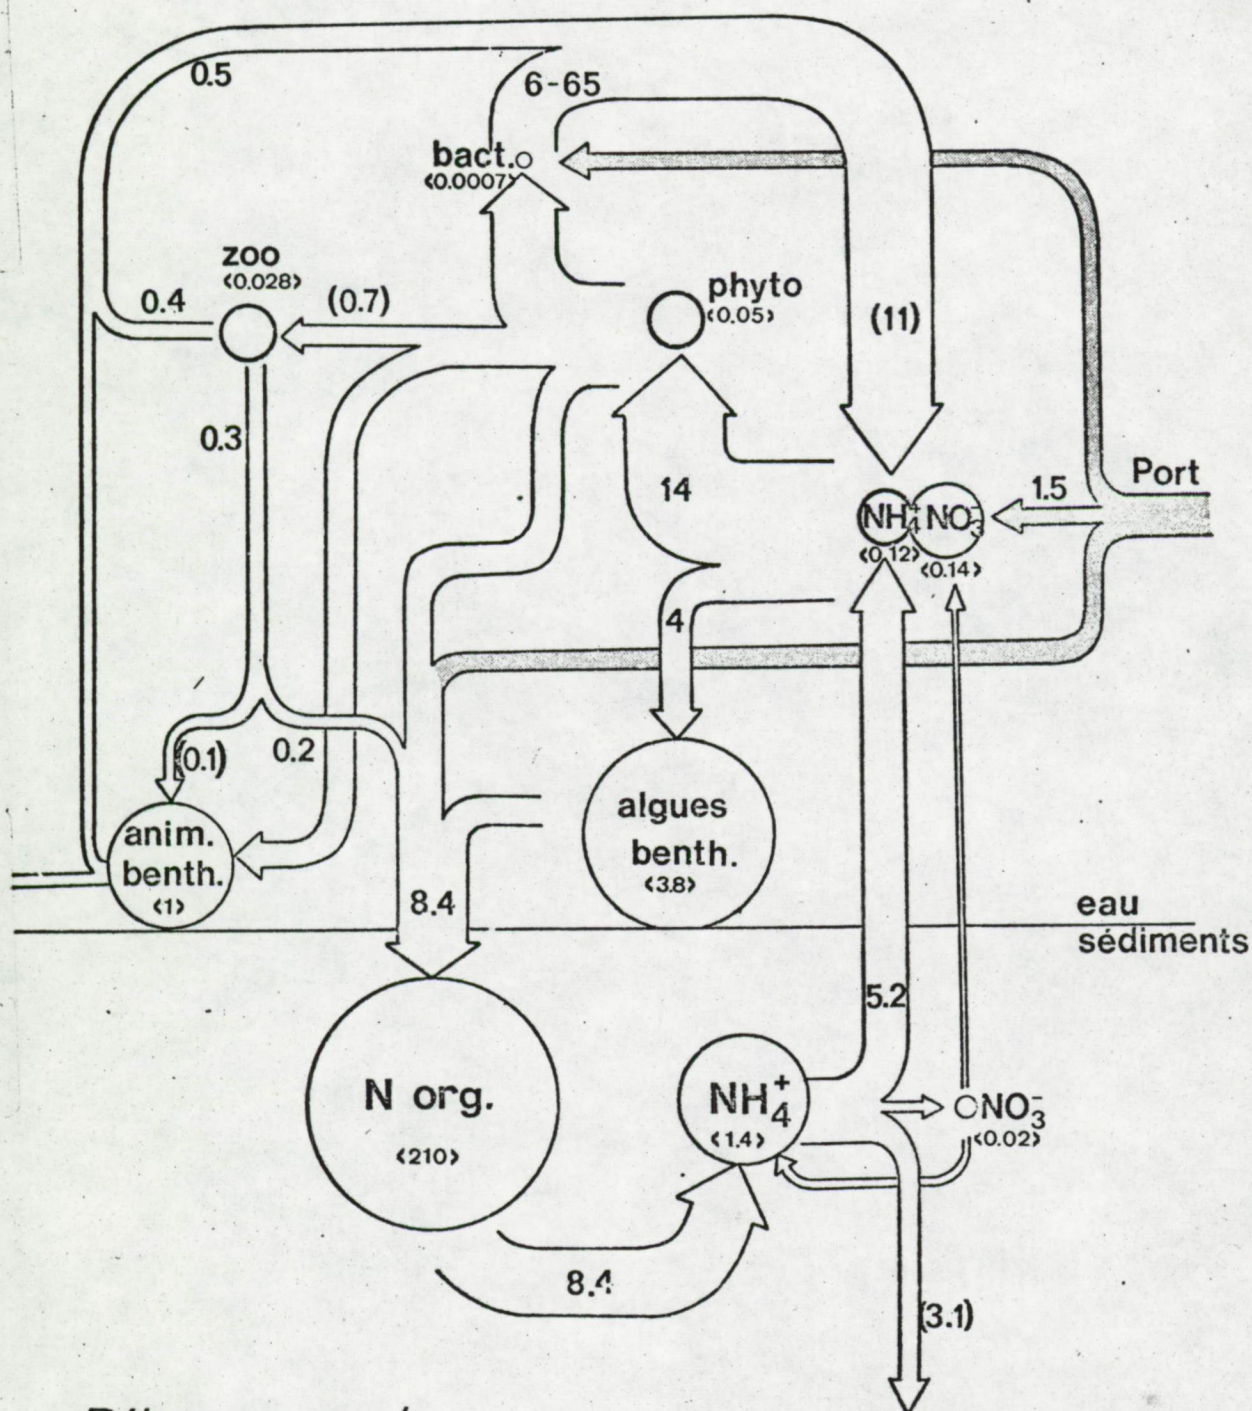 0.5
6-65
bact.
<0.0007>
zoo
<0.028>
0.4
(0.7)
phyto
<0.05>
(11)
0.3
14
Port
1.5
NH4+
NO3-
<0.12>
<0.14>
4
(0.1)
0.2
anim.
benth.
<1>
algues
benth.
<3.8>
8.4
eau
sédiments
5.2
N org.
<210>
NH4+
<1.4>
NO3-
<0.02>
8.4
(3.1)